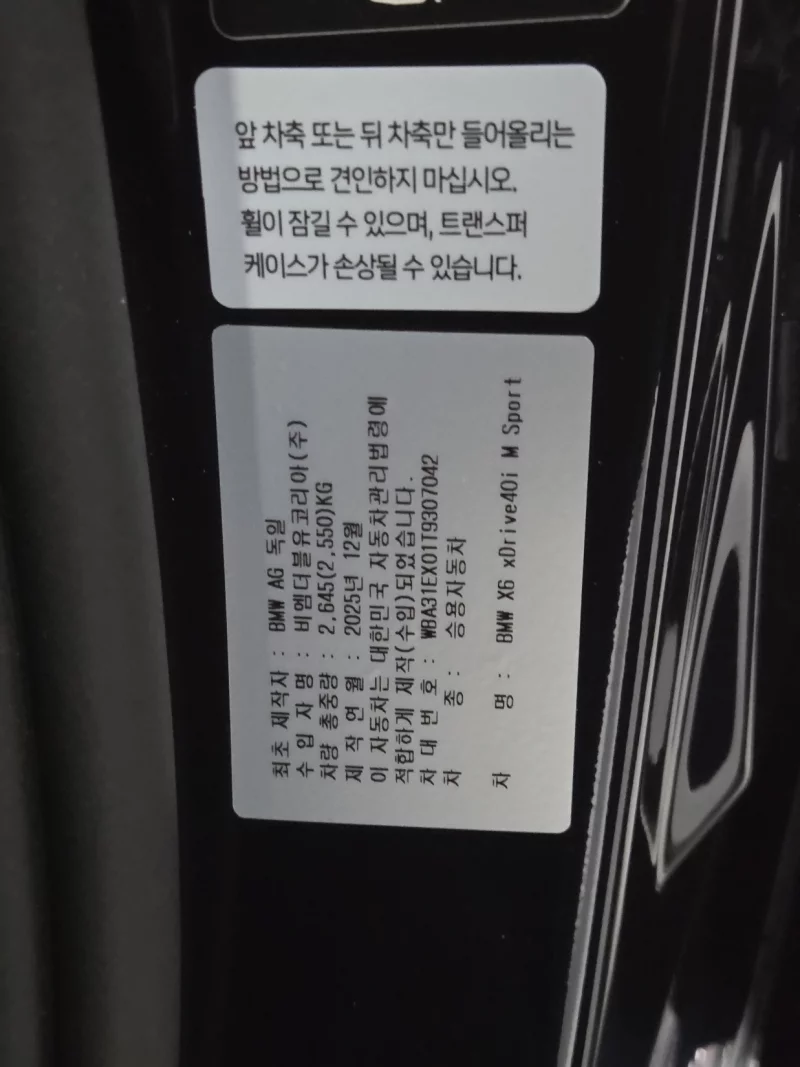 앞 차축 또는 뒤 차축만 들어올리는
방법으로 견인하지 마십시오.
휠이 잠길 수 있으며, 트랜스퍼
케이스가 손상될 수 있습니다.
최초 제작자 : BMW AG 독일
수 입 자 명 : 비엠더블유코리아(주)
차량 총중량 : 2,645(2,550)KG
제 작 연 월 : 2025년 12월
이 자동차는 대한민국 자동차관리법령에
적합하게 제작(수입)되었습니다.
차 대 번 호 : WBA31EX01T9307042
차 종 : 승용자동차
차 명 : BMW X6 xDrive40i M Sport